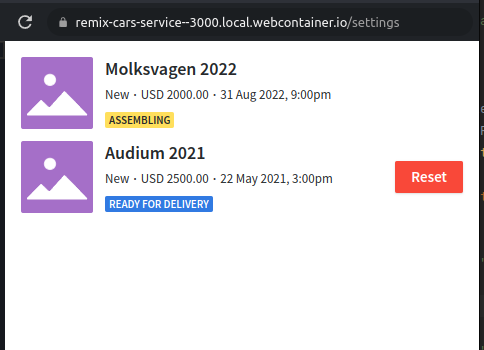 remix-cars-service--3000.local.webcontainer.io/settings
Molksvagen 2022
New · USD 2000.00 · 31 Aug 2022, 9:00pm
ASSEMBLING
Audium 2021
New · USD 2500.00 · 22 May 2021, 3:00pm
Reset
READY FOR DELIVERY